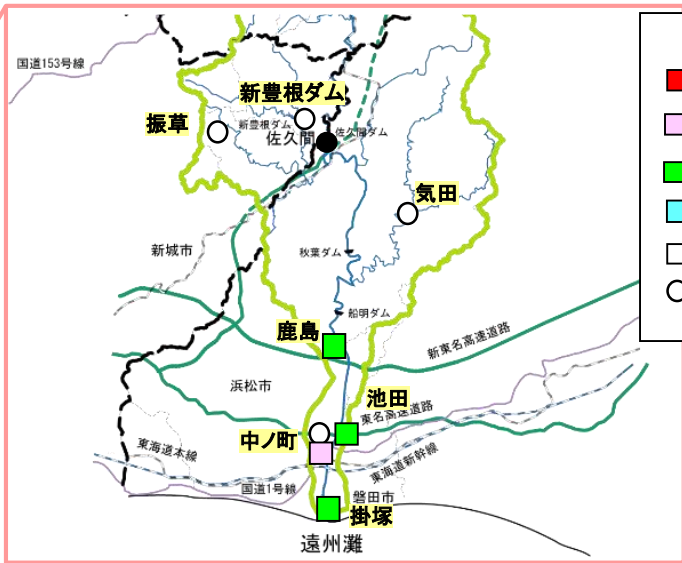 国道153号線
新豊根ダム
振草
新豊根ダム
佐久間ダム
佐久間
気田
新城市
秋葉ダム
船明ダム
鹿島
新東名高速道路
浜松市
池田
東名高速道路
中ノ町
東海道本線
東海道新幹線
国道1号線
磐田市
掛塚
遠州灘